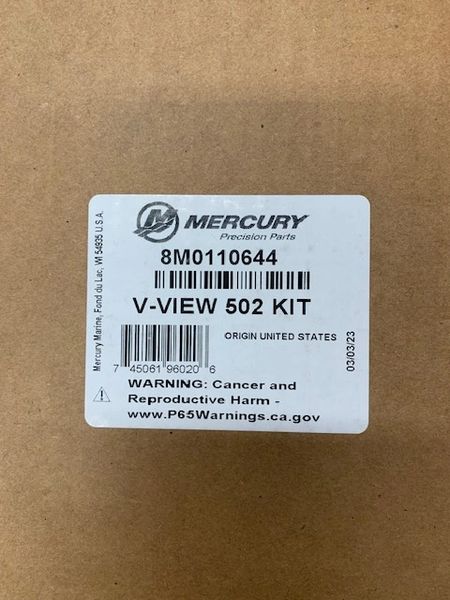 MERCURY
Precision Parts
8M0110644
V-VIEW 502 KIT
ORIGIN UNITED STATES
7 45061 96020 6
WARNING: Cancer and
Reproductive Harm -
www.P65Warnings.ca.gov
Mercury Marine, Fond du Lac, WI 54935 U.S.A.
03/03/23